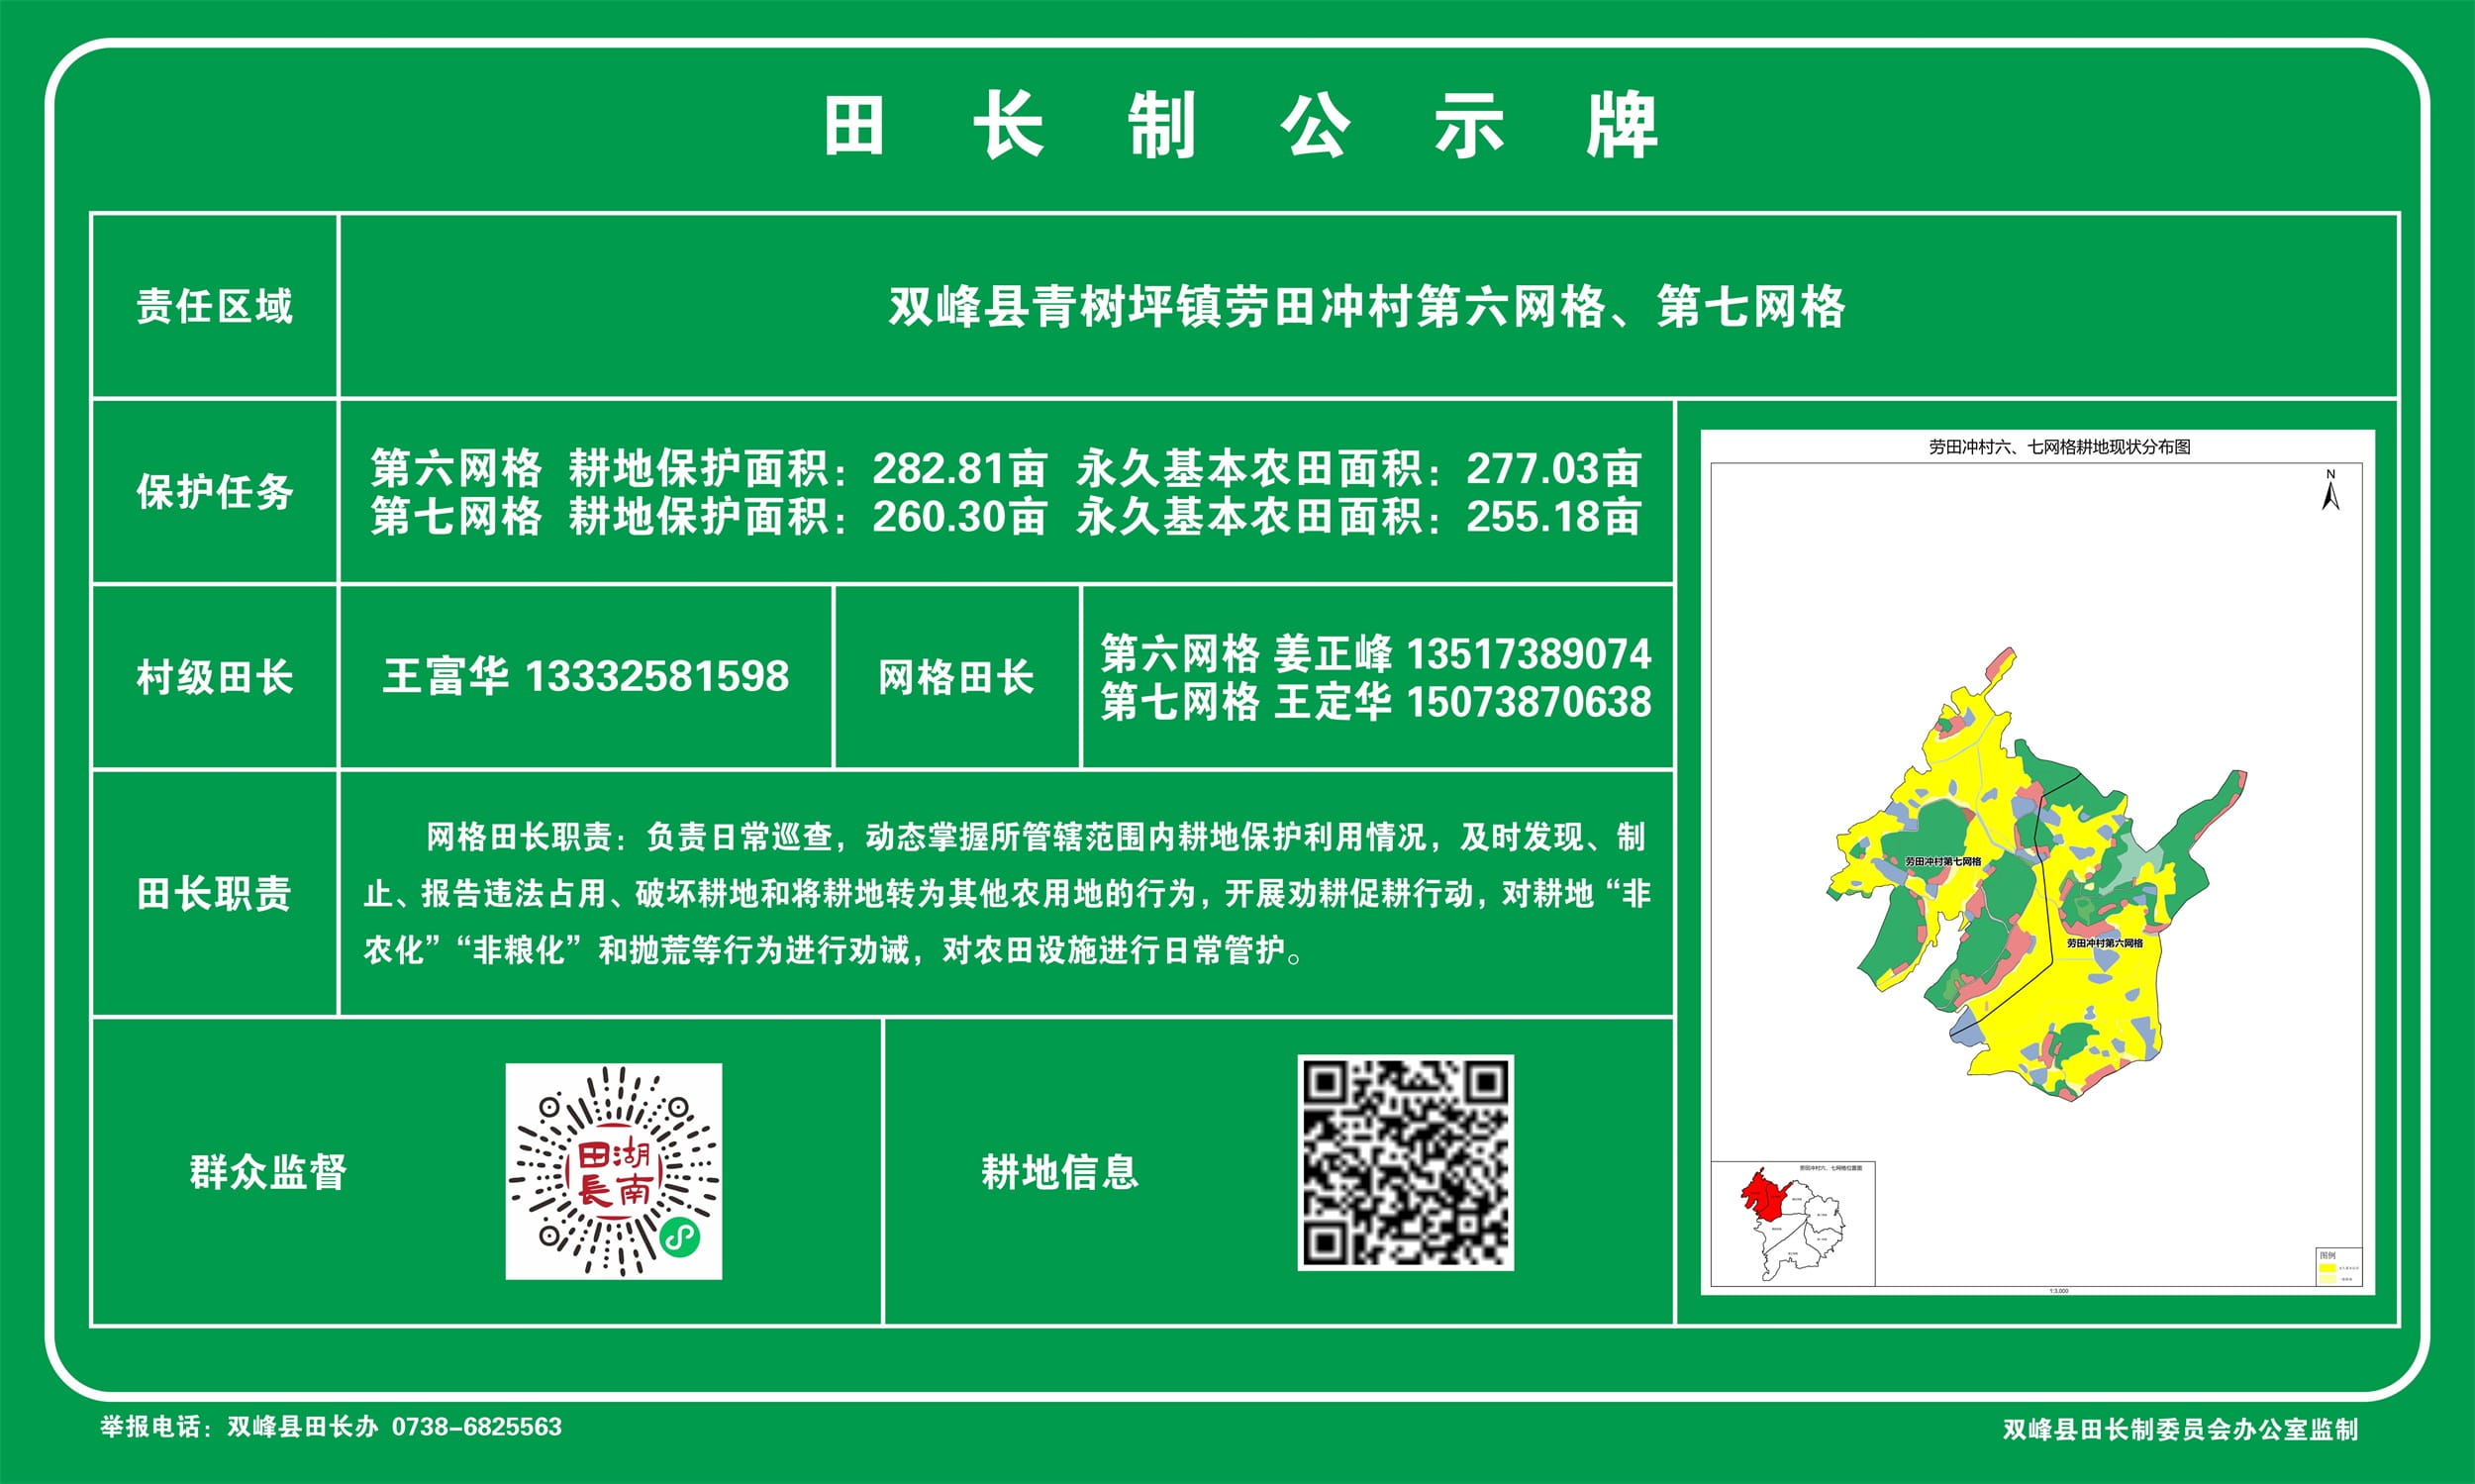 田长制公示牌
责任区域
双峰县青树坪镇劳田冲村第六网格、第七网格
保护任务
第六网格 耕地保护面积：282.81亩 永久基本农田面积：277.03亩
第七网格 耕地保护面积：260.30亩 永久基本农田面积：255.18亩
村级田长
王富华 13332581598
网格田长
第六网格 姜正峰 13517389074
第七网格 王定华 15073870638
田长职责
网格田长职责：负责日常巡查，动态掌握所管辖范围内耕地保护利用情况，及时发现、制
止、报告违法占用、破坏耕地和将耕地转为其他农用地的行为，开展劝耕促耕行动，对耕地“非
农化”“非粮化”和抛荒等行为进行劝诫，对农田设施进行日常管护。
群众监督
湖南
田長
耕地信息
劳田冲村六、七网格耕地现状分布图
N
劳田冲村第七网格
劳田冲村第六网格
劳田冲村六、七网格位置图
图例
1:3,000
举报电话：双峰县田长办 0738-6825563
双峰县田长制委员会办公室监制